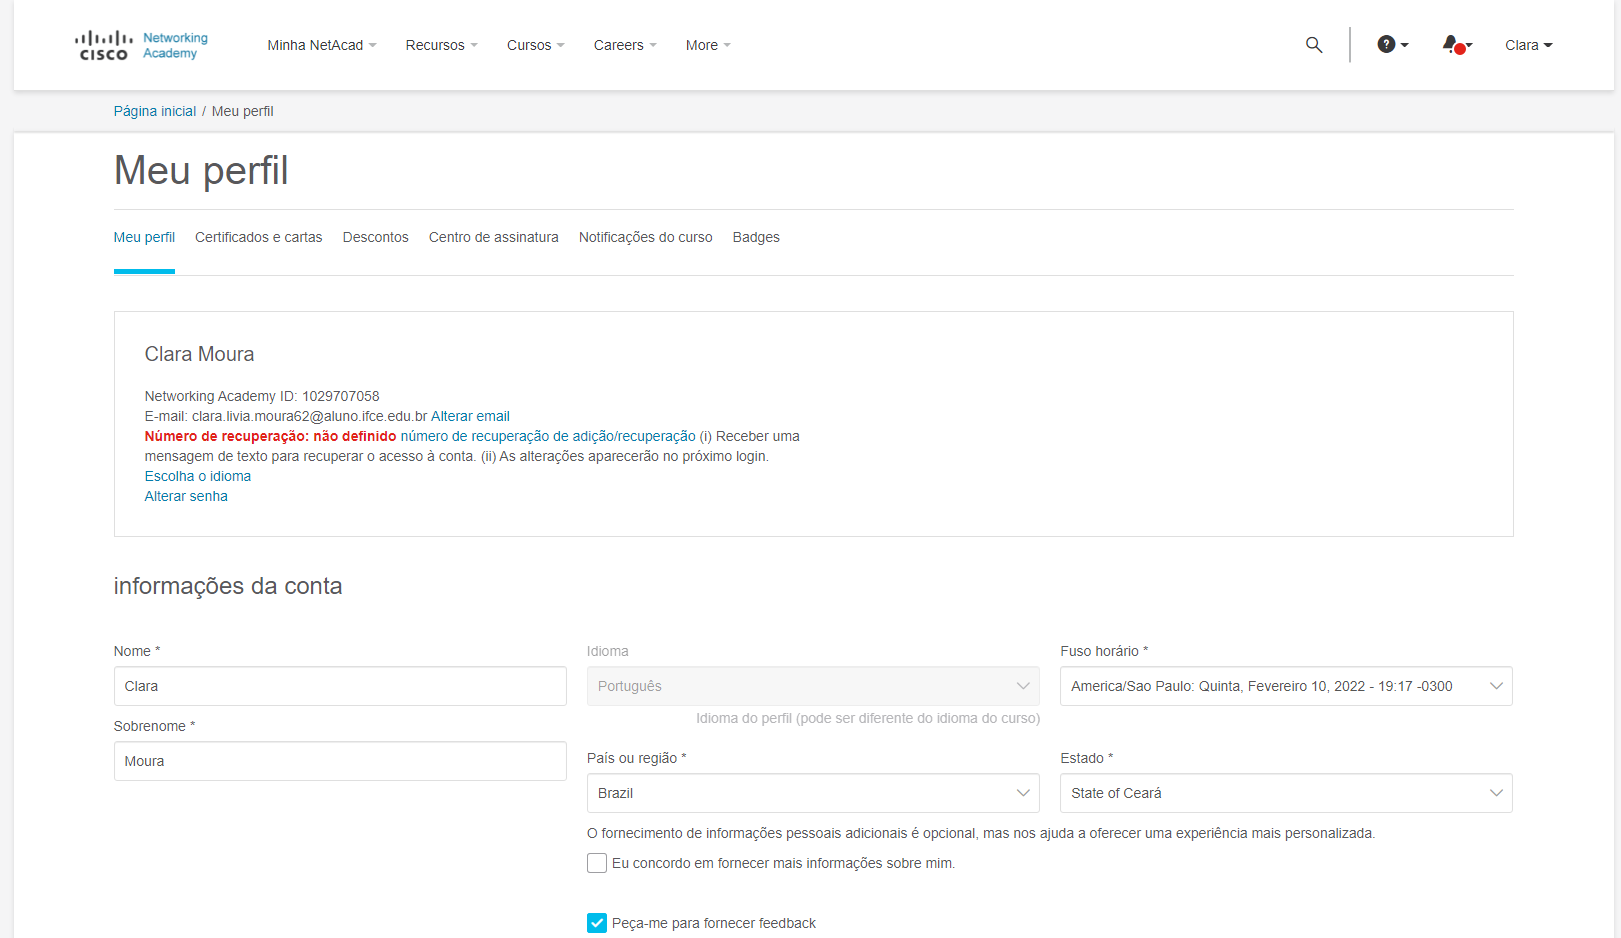 CISCO
Networking
Academy
Minha NetAcad
Recursos
Cursos
Careers
More
?
Clara
Página inicial / Meu perfil
Meu perfil
Meu perfil
Certificados e cartas
Descontos
Centro de assinatura
Notificações do curso
Badges
Clara Moura
Networking Academy ID: 1029707058
E-mail: clara.livia.moura62@aluno.ifce.edu.br Alterar email
Número de recuperação: não definido número de recuperação de adição/recuperação (i) Receber uma
mensagem de texto para recuperar o acesso à conta. (ii) As alterações aparecerão no próximo login.
Escolha o idioma
Alterar senha
informações da conta
Nome *
Clara
Sobrenome *
Moura
Idioma
Português
Idioma do perfil (pode ser diferente do idioma do curso)
Fuso horário *
America/Sao Paulo: Quinta, Fevereiro 10, 2022 - 19:17 -0300
País ou região *
Brazil
Estado *
State of Ceará
O fornecimento de informações pessoais adicionais é opcional, mas nos ajuda a oferecer uma experiência mais personalizada.
Eu concordo em fornecer mais informações sobre mim.
Peça-me para fornecer feedback